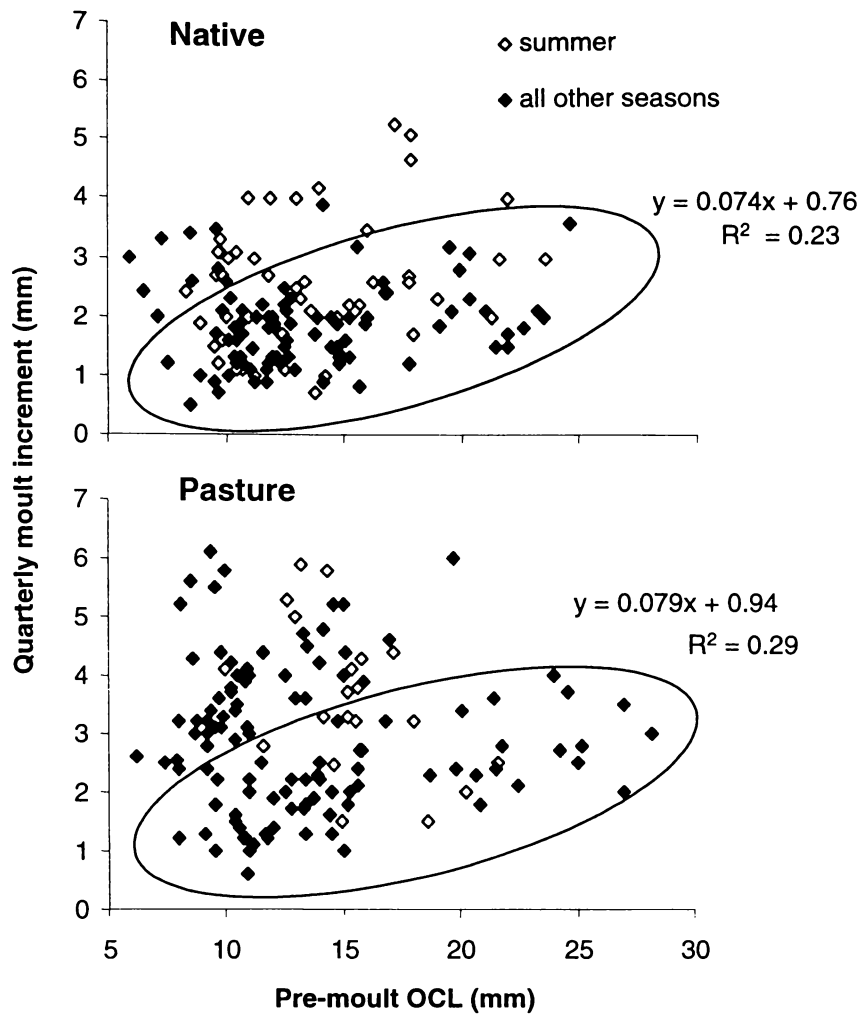 Native
summer
all other seasons
y = 0.074x + 0.76
R² = 0.23
7
6
5
4
3
2
1
0
Quarterly moult increment (mm)
Pasture
y = 0.079x + 0.94
R² = 0.29
7
6
5
4
3
2
1
0
5 10 15 20 25 30
Pre-moult OCL (mm)